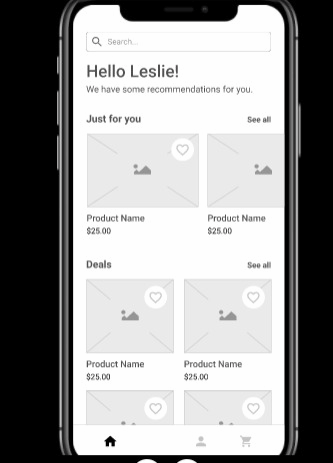 Search...
Hello Leslie!
We have some recommendations for you.
Just for you See all
Product Name Product Name
$25.00 $25.00
Deals See all
Product Name Product Name
$25.00 $25.00